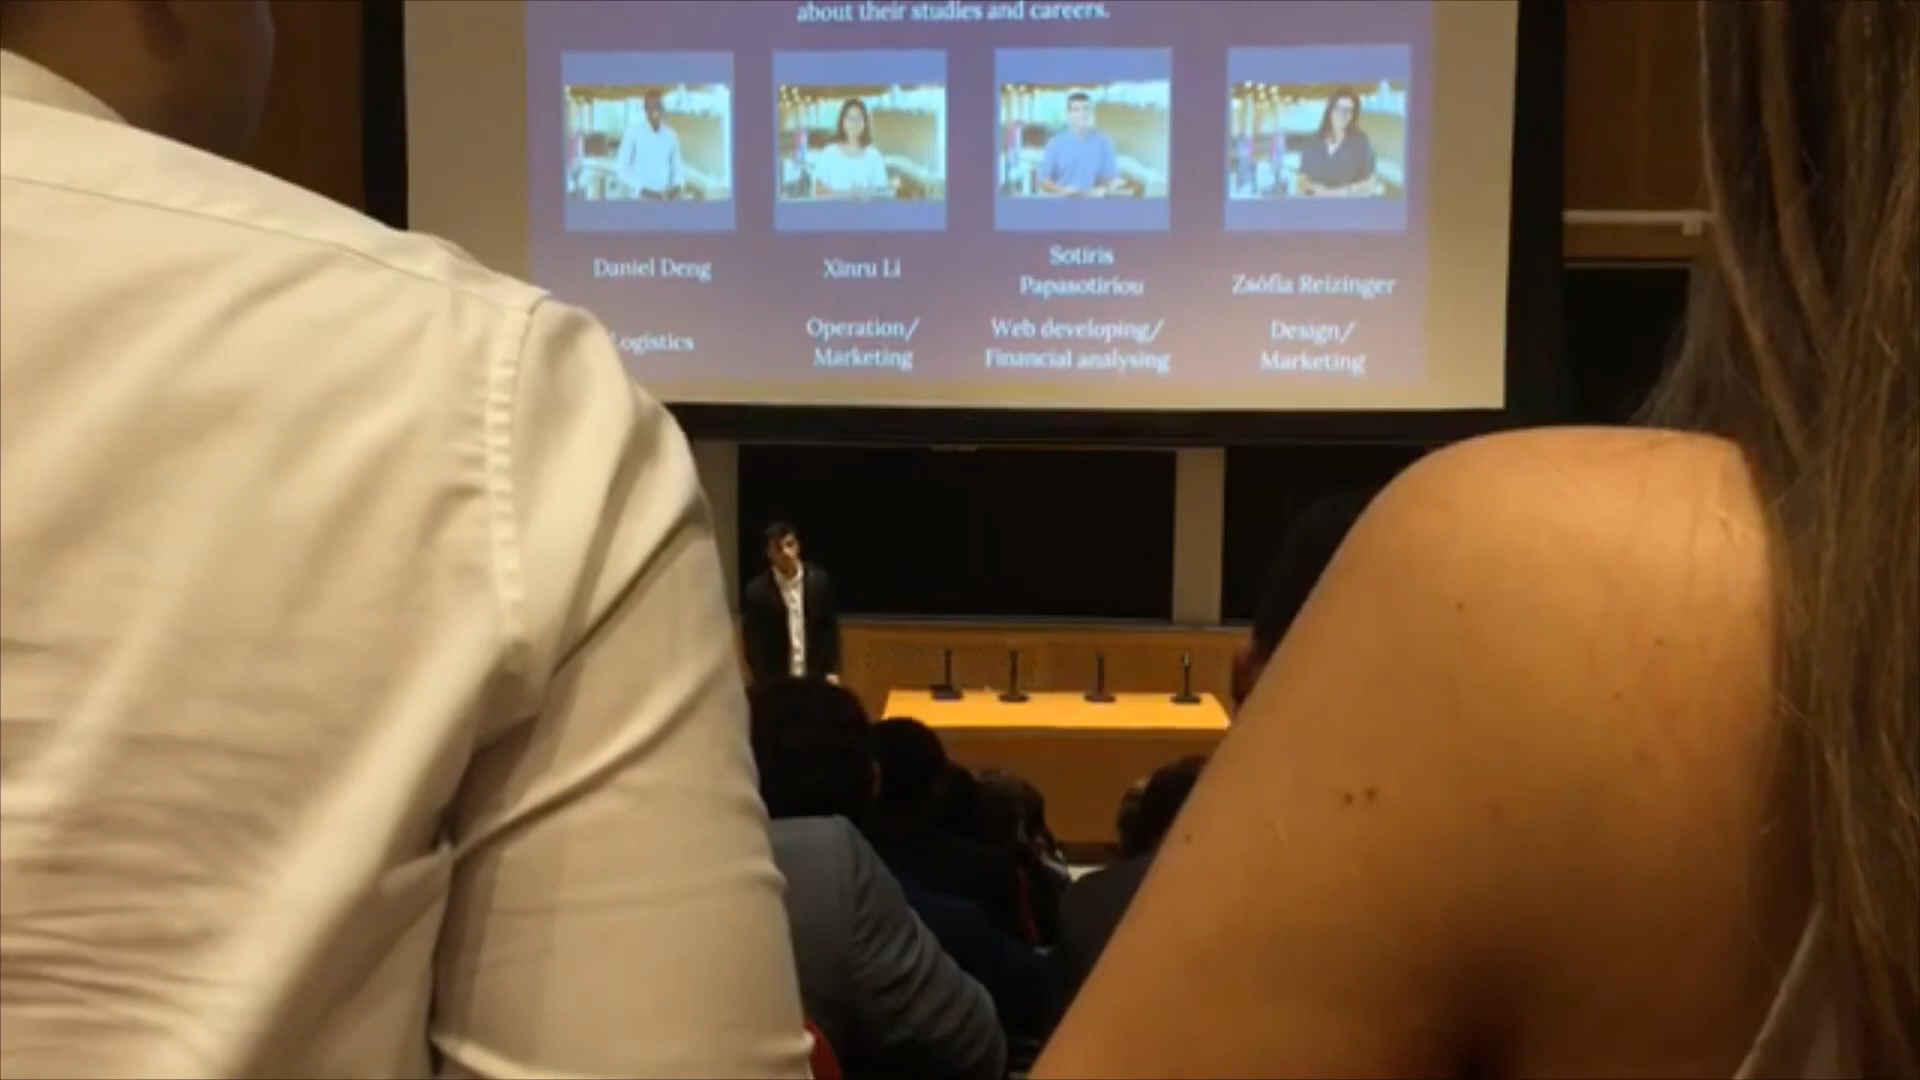 about their studies and careers.
Daniel Deng
Xinru Li
Sotiris
Papasotiriou
Zsófia Reizinger
Logistics
Operation/
Marketing
Web developing/
Financial analysing
Design/
Marketing